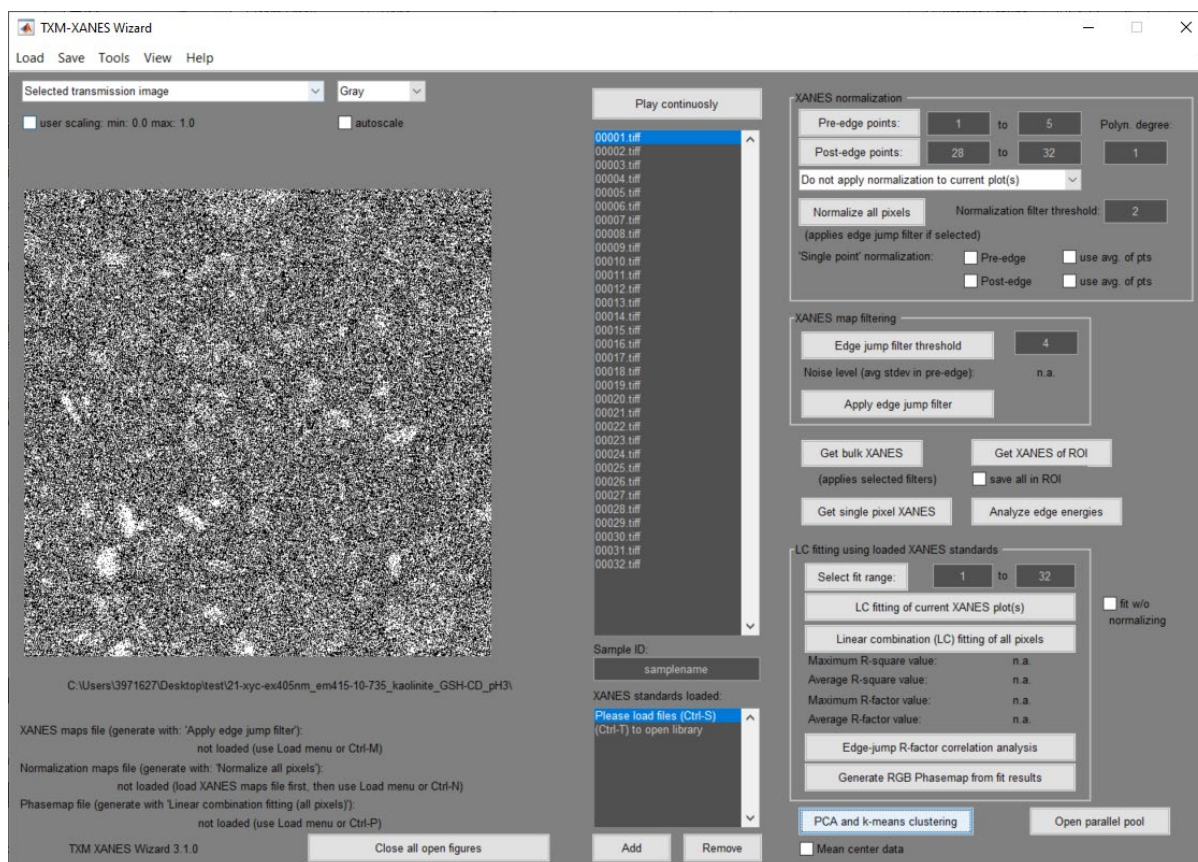 TXM-XANES Wizard
Load Save Tools View Help
Selected transmission image
Gray
user scaling: min: 0.0 max: 1.0
autoscale
C:\Users\3971627\Desktop\test\21-xyc-ex405nm_em415-10-735_kaolinite_GSH-CD_pH3\
XANES maps file (generate with: 'Apply edge jump filter'):
not loaded (use Load menu or Ctrl-M)
Normalization maps file (generate with: 'Normalize all pixels'):
not loaded (load XANES maps file first, then use Load menu or Ctrl-N)
Phasemap file (generate with 'Linear combination fitting (all pixels)'):
not loaded (use Load menu or Ctrl-P)
TXM XANES Wizard 3.1.0
Close all open figures
Play continuosly
00001.tiff
00002.tiff
00003.tiff
00004.tiff
00005.tiff
00006.tiff
00007.tiff
00008.tiff
00009.tiff
00010.tiff
00011.tiff
00012.tiff
00013.tiff
00014.tiff
00015.tiff
00016.tiff
00017.tiff
00018.tiff
00019.tiff
00020.tiff
00021.tiff
00022.tiff
00023.tiff
00024.tiff
00025.tiff
00026.tiff
00027.tiff
00028.tiff
00029.tiff
00030.tiff
00031.tiff
00032.tiff
Sample ID:
samplename
XANES standards loaded:
Please load files (Ctrl-S)
(Ctrl-T) to open library
Add Remove
XANES normalization
Pre-edge points: 1 to 5 Polyn. degree:
Post-edge points: 28 to 32 1
Do not apply normalization to current plot(s)
Normalize all pixels Normalization filter threshold: 2
(applies edge jump filter if selected)
'Single point' normalization: Pre-edge use avg. of pts
Post-edge use avg. of pts
XANES map filtering
Edge jump filter threshold 4
Noise level (avg stdev in pre-edge): n.a.
Apply edge jump filter
Get bulk XANES Get XANES of ROI
(applies selected filters) save all in ROI
Get single pixel XANES Analyze edge energies
LC fitting using loaded XANES standards
Select fit range: 1 to 32
LC fitting of current XANES plot(s)
fit w/o
normalizing
Linear combination (LC) fitting of all pixels
Maximum R-square value: n.a.
Average R-square value: n.a.
Maximum R-factor value: n.a.
Average R-factor value: n.a.
Edge-jump R-factor correlation analysis
Generate RGB Phasemap from fit results
PCA and k-means clustering Open parallel pool
Mean center data